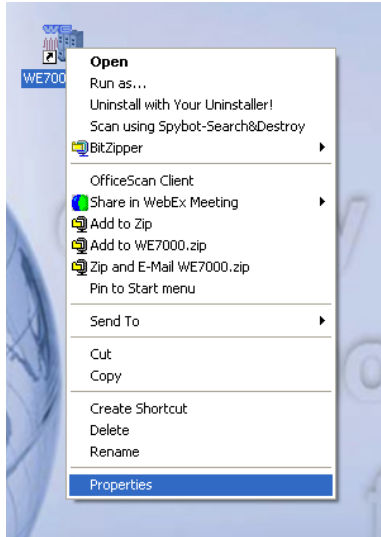 WE
WE700
Open
Run as...
Uninstall with Your Uninstaller!
Scan using Spybot-Search&Destroy
BitZipper
OfficeScan Client
Share in WebEx Meeting
Add to Zip
Add to WE7000.zip
Zip and E-Mail WE7000.zip
Pin to Start menu
Send To
Cut
Copy
Create Shortcut
Delete
Rename
Properties